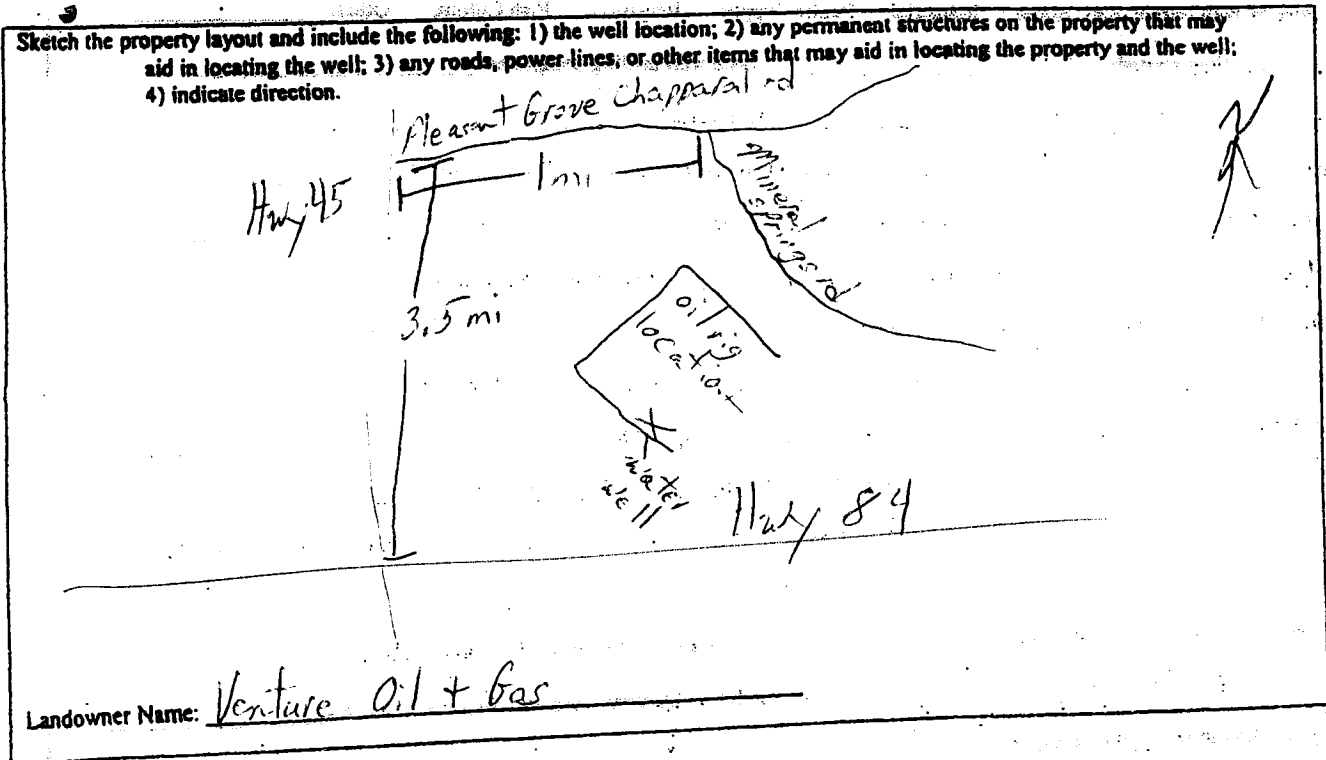 Sketch the property layout and include the following: 1) the well location; 2) any permanent structures on the property that may
aid in locating the well; 3) any roads, power lines, or other items that may aid in locating the property and the well;
4) indicate direction.
Pleasant Grove Chapparal rd
N
Hwy 45
1 mi
Mineral
springs rd
3.5 mi
oil rig
location
X
water
well
Hwy 84
Landowner Name: Venture Oil + Gas